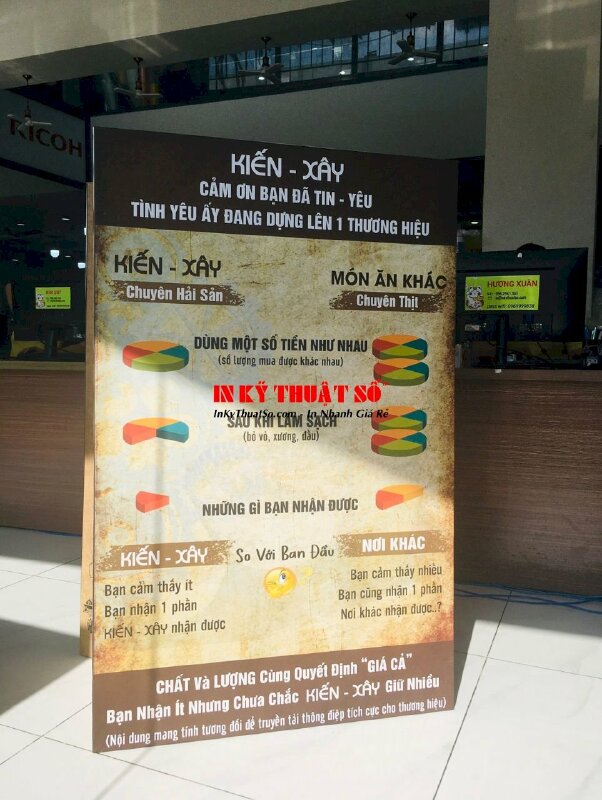 RICOH
KIẾN - XÂY
CẢM ƠN BẠN ĐÃ TIN - YÊU
TÌNH YÊU ẤY ĐANG DỰNG LÊN 1 THƯƠNG HIỆU
KIẾN - XÂY
Chuyên Hải Sản
MÓN ĂN KHÁC
Chuyên Thịt
HƯƠNG XUÂN
DÙNG MỘT SỐ TIỀN NHƯ NHAU
(số lượng mua được khác nhau)
IN KỸ THUẬT SỐ
InKyThuatSo.com - In Nhanh Giá Rẻ
SAU KHI LÀM SẠCH
(bỏ vỏ, xương, đầu)
NHỮNG GÌ BẠN NHẬN ĐƯỢC
KIẾN - XÂY
So Với Ban Đầu
NƠI KHÁC
Bạn cảm thấy ít
Bạn nhận 1 phần
KIẾN - XÂY nhận được
Bạn cảm thấy nhiều
Bạn cũng nhận 1 phần
Nơi khác nhận được..?
CHẤT Và LƯỢNG Cùng Quyết Định "GIÁ CẢ"
Bạn Nhận Ít Nhưng Chưa Chắc KIẾN - XÂY Giữ Nhiều
(Nội dung mang tính tương đối để truyền tải thông điệp tích cực cho thương hiệu)